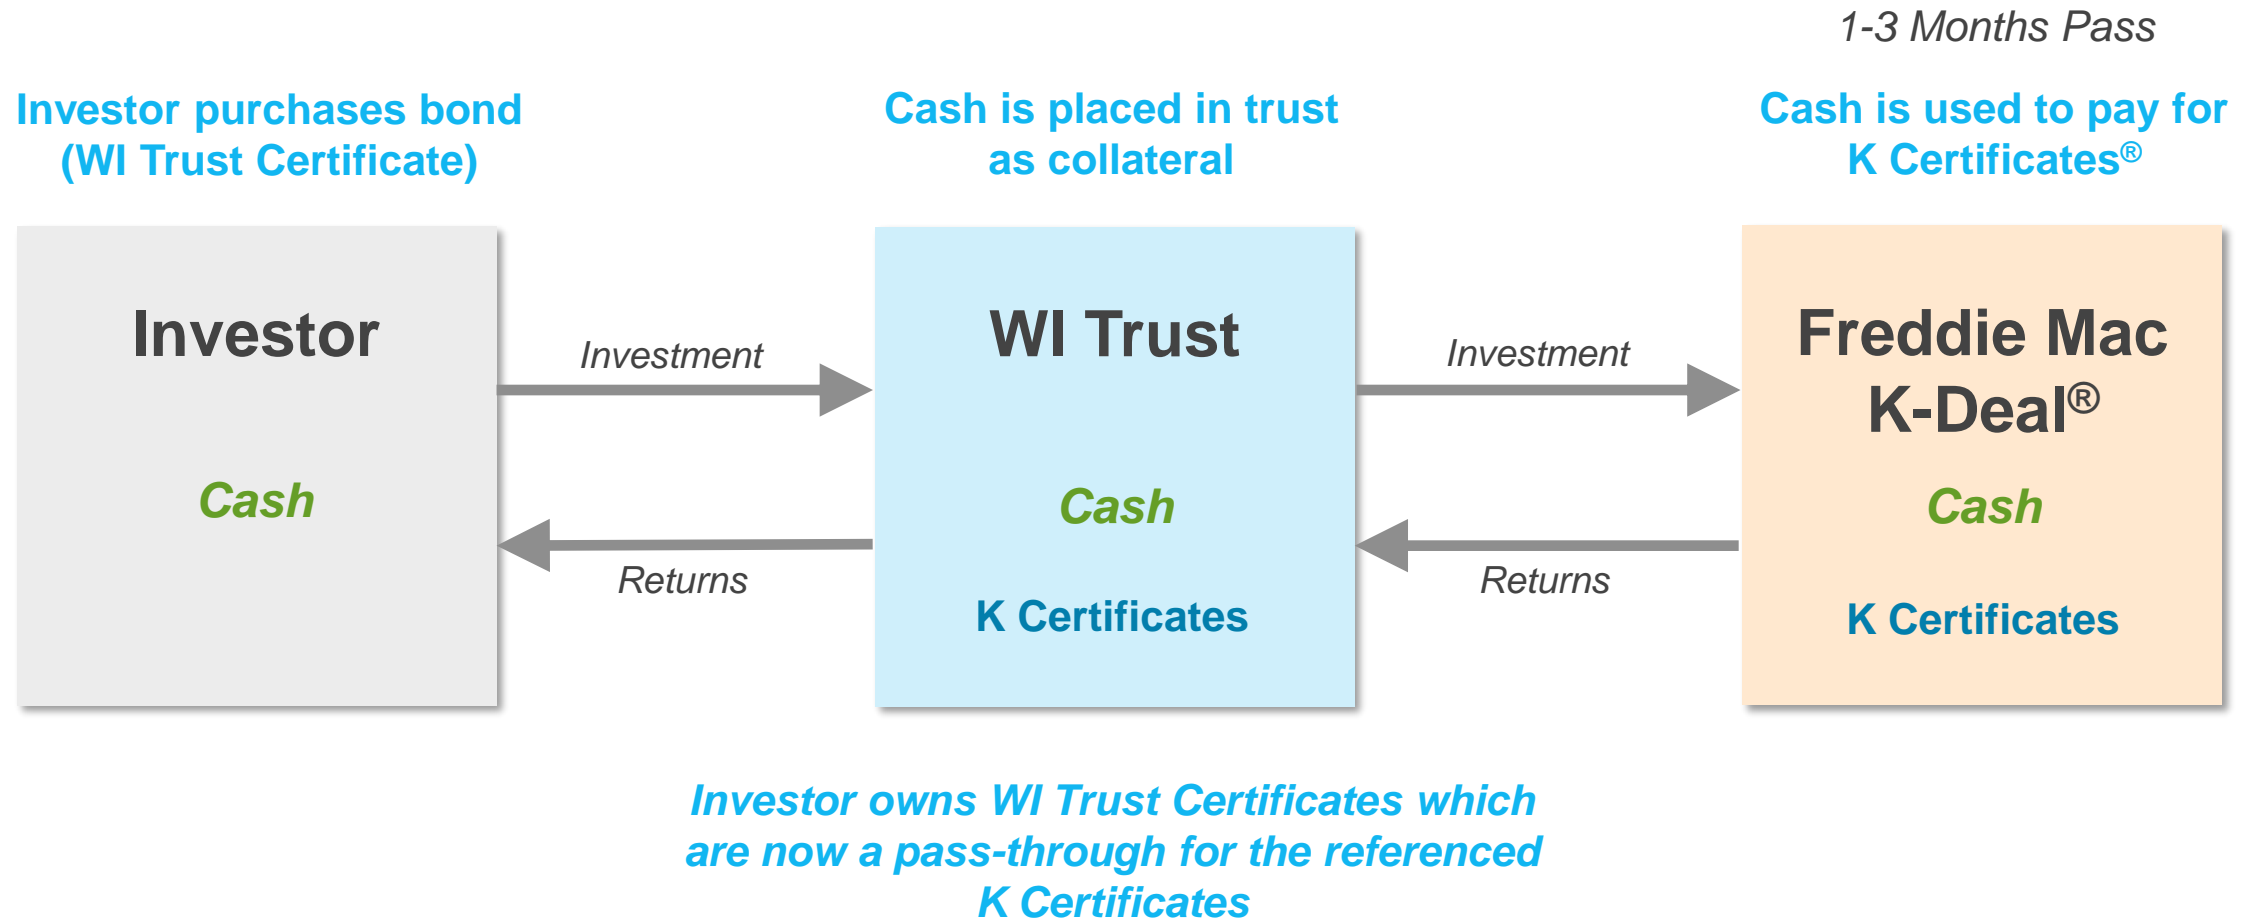 1-3 Months Pass
Investor purchases bond
(WI Trust Certificate)
Cash is placed in trust
as collateral
Cash is used to pay for
K Certificates®
Investor
Cash
Investment
Returns
WI Trust
Cash
K Certificates
Investment
Returns
Freddie Mac
K-Deal®
Cash
K Certificates
Investor owns WI Trust Certificates which
are now a pass-through for the referenced
K Certificates